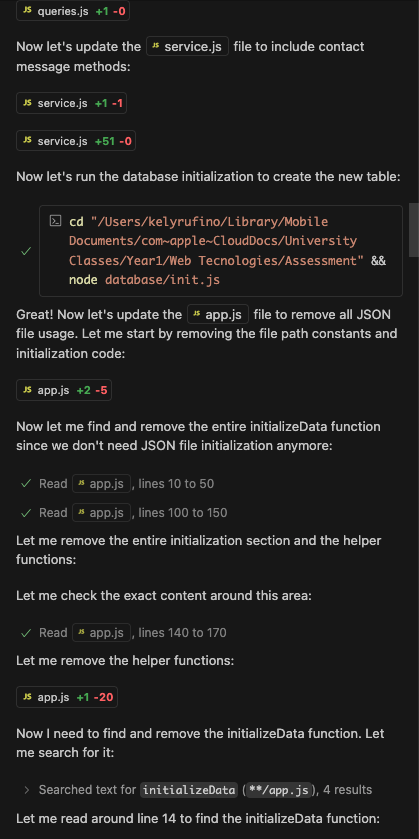 JS queries.js +1 -0
Now let's update the JS service.js file to include contact
message methods:
JS service.js +1 -1
JS service.js +51 -0
Now let's run the database initialization to create the new table:
cd "/Users/kelyrufino/Library/Mobile
Documents/com~apple~CloudDocs/University
Classes/Year1/Web Tecnologies/Assessment" &&
node database/init.js
Great! Now let's update the JS app.js file to remove all JSON
file usage. Let me start by removing the file path constants and
initialization code:
JS app.js +2 -5
Now let me find and remove the entire initializeData function
since we don't need JSON file initialization anymore:
Read JS app.js, lines 10 to 50
Read JS app.js, lines 100 to 150
Let me remove the entire initialization section and the helper
functions:
Let me check the exact content around this area:
Read JS app.js, lines 140 to 170
Let me remove the helper functions:
JS app.js +1 -20
Now I need to find and remove the initializeData function. Let
me search for it:
Searched text for initializeData (**/app.js), 4 results
Let me read around line 14 to find the initializeData function: